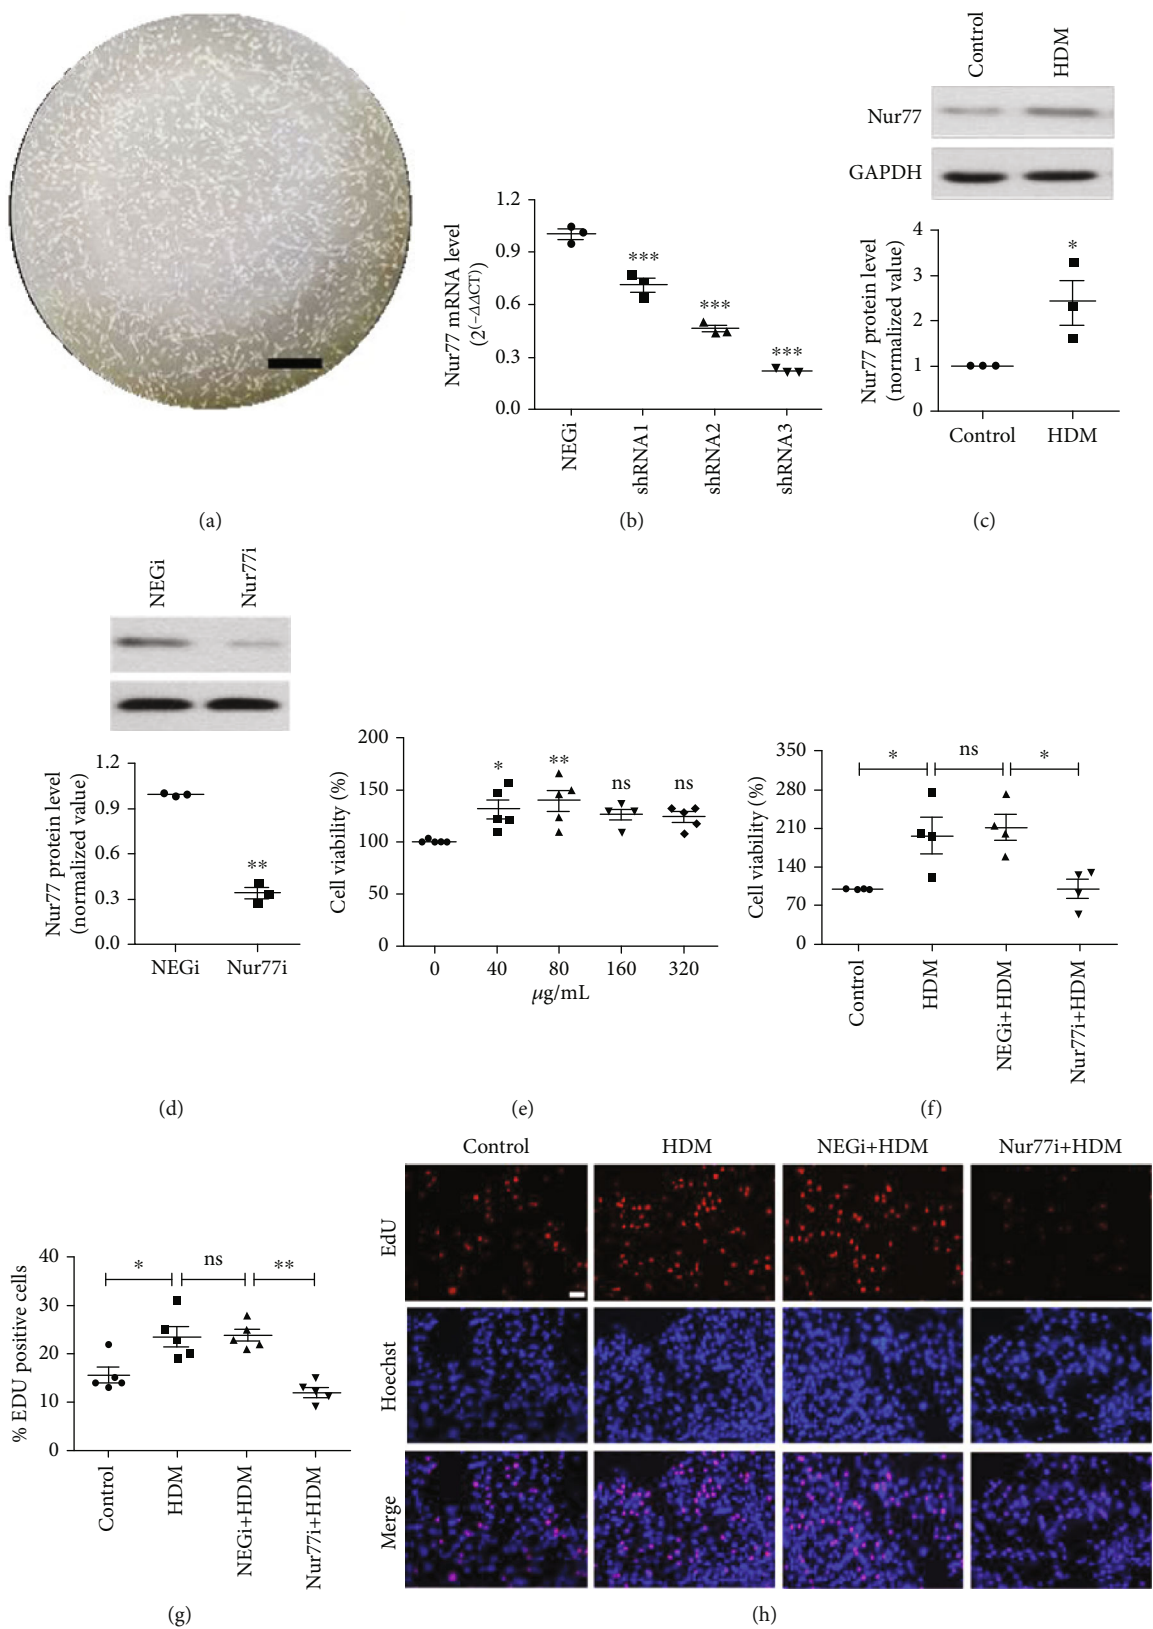 (a)
Nur77 mRNA level
(2(−ΔΔCT))
1.2
0.9
0.6
0.3
0.0
***
***
***
NEGi
shRNA1
shRNA2
shRNA3
(b)
Control
HDM
Nur77
GAPDH
Nur77 protein level
(normalized value)
4
3
2
1
0
*
Control
HDM
(c)
NEGi
Nur77i
Nur77 protein level
(normalized value)
1.2
0.9
0.6
0.3
0.0
**
NEGi
Nur77i
(d)
Cell viability (%)
200
150
100
50
0
*
**
ns
ns
0
40
80
160
320
μg/mL
(e)
Cell viability (%)
350
280
210
140
70
0
*
ns
*
Control
HDM
NEGi+HDM
Nur77i+HDM
(f)
% EDU positive cells
40
30
20
10
0
*
ns
**
Control
HDM
NEGi+HDM
Nur77i+HDM
(g)
Control
HDM
NEGi+HDM
Nur77i+HDM
EdU
Hoechst
Merge
(h)